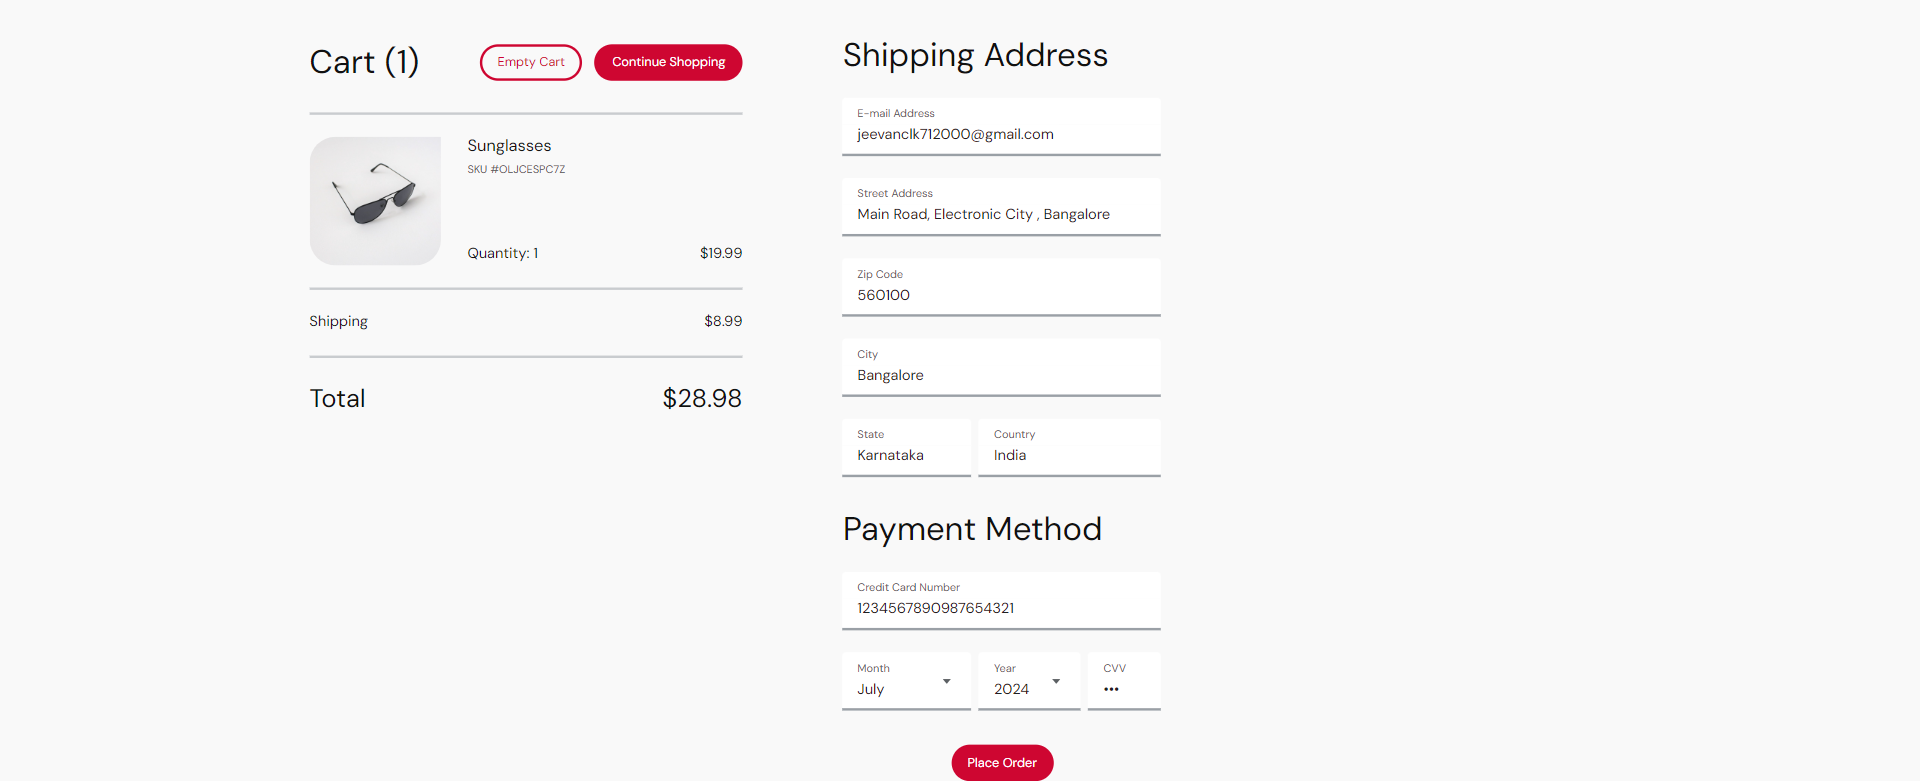 Cart (1)
Empty Cart
Continue Shopping
Sunglasses
SKU #OLJCESPC7Z
Quantity: 1
$19.99
Shipping
$8.99
Total
$28.98
Shipping Address
E-mail Address
jeevanclk712000@gmail.com
Street Address
Main Road, Electronic City , Bangalore
Zip Code
560100
City
Bangalore
State
Karnataka
Country
India
Payment Method
Credit Card Number
1234567890987654321
Month
July
Year
2024
CVV
•••
Place Order